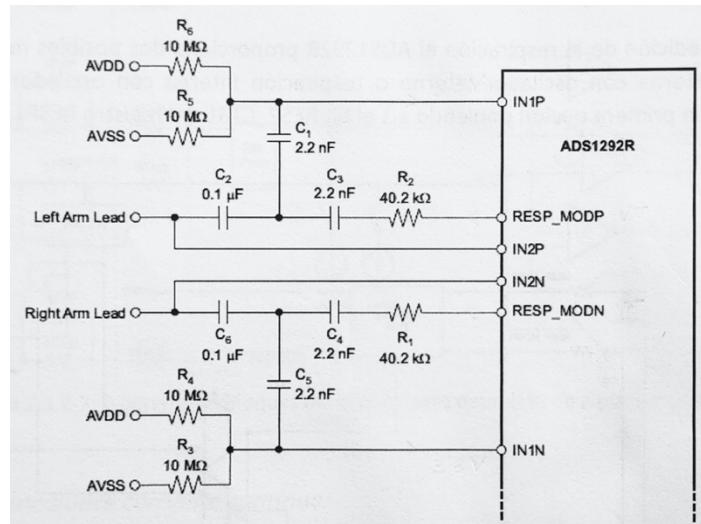 R6
10 MΩ
AVDD
R5
10 MΩ
AVSS
IN1P
ADS1292R
C1
2.2 nF
C2
0.1 µF
C3
2.2 nF
R2
40.2 kΩ
Left Arm Lead
RESP_MODP
IN2P
IN2N
Right Arm Lead
RESP_MODN
C6
0.1 µF
C4
2.2 nF
R1
40.2 kΩ
C5
2.2 nF
R4
10 MΩ
AVDD
R3
10 MΩ
AVSS
IN1N